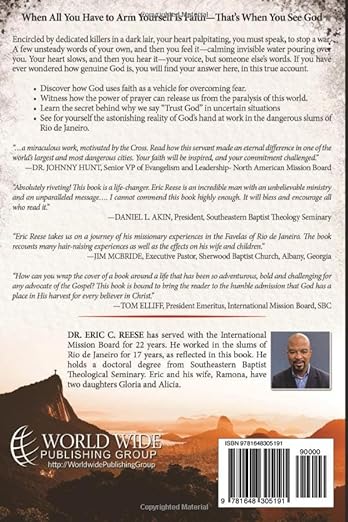 Copyrighted Material
When All You Have to Arm Yourself is Faith—That's When You See God
Encircled by dedicated killers in a dark lair, your heart palpitating, you must speak, to stop a war.
A few unsteady words of your own, and then you feel it—calming invisible water pouring over
you. Your heart slows, and then you hear it—your voice, but someone else's words. If you have
ever wondered how genuine God is, you will find your answer here, in this true account.
• Discover how God uses faith as a vehicle for overcoming fear.
• Witness how the power of prayer can release us from the paralysis of this world.
• Learn the secret behind why we say "Trust God" in uncertain situations
• See for yourself the astonishing reality of God's hand at work in the dangerous slums of
Rio de Janeiro.
"...a miraculous work, motivated by the Cross. Read how this servant made an eternal difference in one of the
world's largest and most dangerous cities. Your faith will be inspired, and your commitment challenged."
—DR. JOHNNY HUNT, Senior VP of Evangelism and Leadership- North American Mission Board
"Absolutely riveting! This book is a life-changer. Eric Reese is an incredible man with an unbelievable ministry
and an unparalleled message.... I cannot commend this book highly enough. It will bless and encourage all
who read it."
—DANIEL L. AKIN, President, Southeastern Baptist Theology Seminary
"Eric Reese takes us on a journey of his missionary experiences in the Favelas of Rio de Janeiro. The book
recounts many hair-raising experiences as well as the effects on his wife and children."
—JIM MCBRIDE, Executive Pastor, Sherwood Baptist Church, Albany, Georgia
"How can you wrap the cover of a book around a life that has been so adventurous, bold and challenging for
any advocate of the Gospel? This book is bound to bring the reader to the humble admission that God has
a place in His harvest for every believer in Christ."
—TOM ELLIFF, President Emeritus, International Mission Board, SBC
DR. ERIC C. REESE has served with the International
Mission Board for 22 years. He worked in the slums of
Rio de Janeiro for 17 years, as reflected in this book. He
holds a doctoral degree from Southeastern Baptist
Theological Seminary. Eric and his wife, Ramona, have
two daughters Gloria and Alicia.
WORLD WIDE
PUBLISHING GROUP
http://WorldwidePublishingGroup
ISBN 9781648305191
90000
9 781648 305191
Copyrighted Material